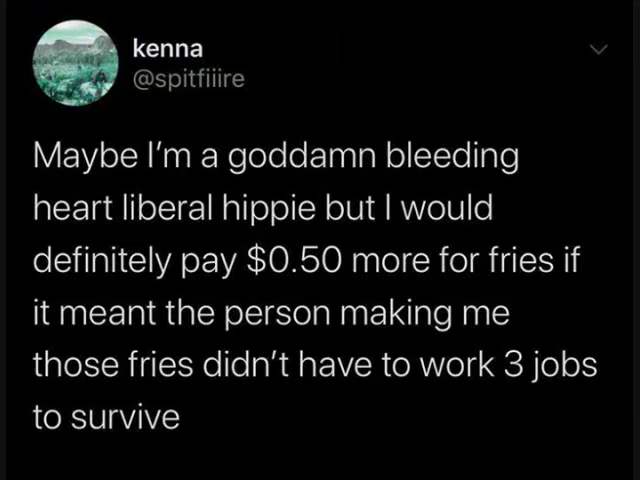 kenna
@spitfiiire
Maybe I'm a goddamn bleeding
heart liberal hippie but I would
definitely pay $0.50 more for fries if
it meant the person making me
those fries didn't have to work 3 jobs
to survive